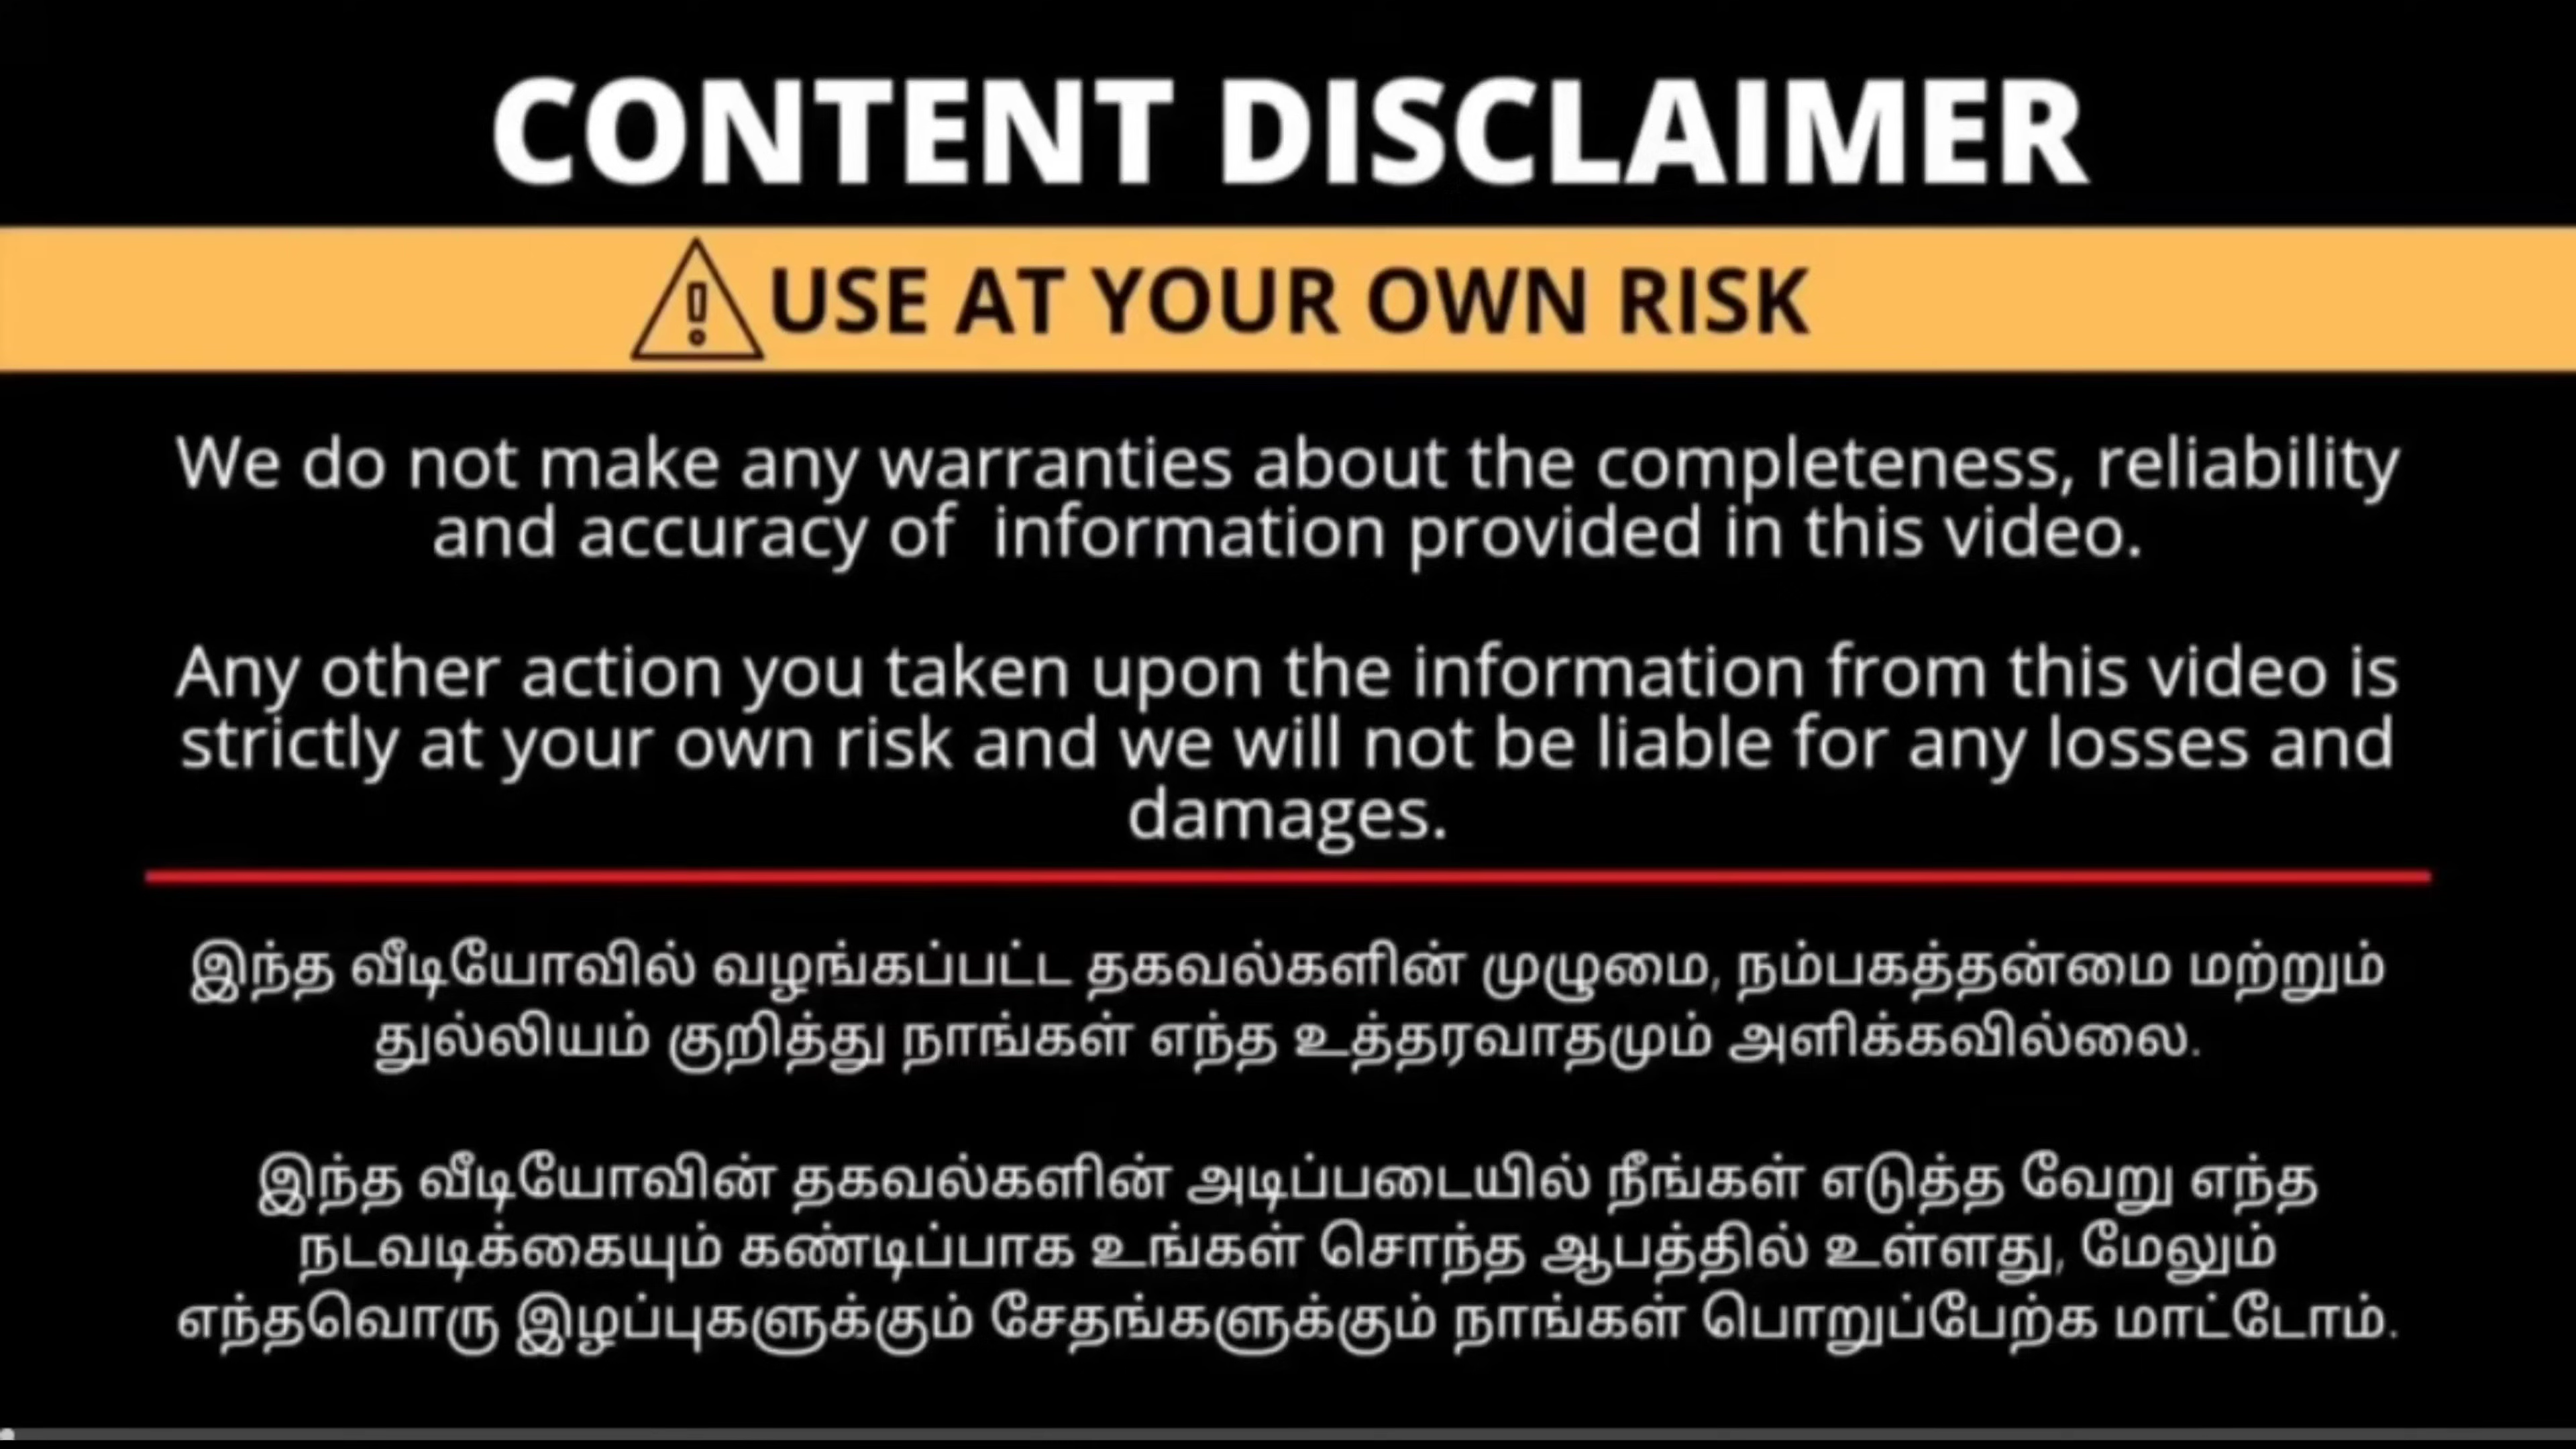 CONTENT DISCLAIMER
USE AT YOUR OWN RISK
We do not make any warranties about the completeness, reliability
and accuracy of  information provided in this video.
Any other action you taken upon the information from this video is
strictly at your own risk and we will not be liable for any losses and
damages.
இந்த வீடியோவில் வழங்கப்பட்ட தகவல்களின் முழுமை, நம்பகத்தன்மை மற்றும்
துல்லியம் குறித்து நாங்கள் எந்த உத்தரவாதமும் அளிக்கவில்லை.
இந்த வீடியோவின் தகவல்களின் அடிப்படையில் நீங்கள் எடுத்த வேறு எந்த
நடவடிக்கையும் கண்டிப்பாக உங்கள் சொந்த ஆபத்தில் உள்ளது, மேலும்
எந்தவொரு இழப்புகளுக்கும் சேதங்களுக்கும் நாங்கள் பொறுப்பேற்க மாட்டோம்.